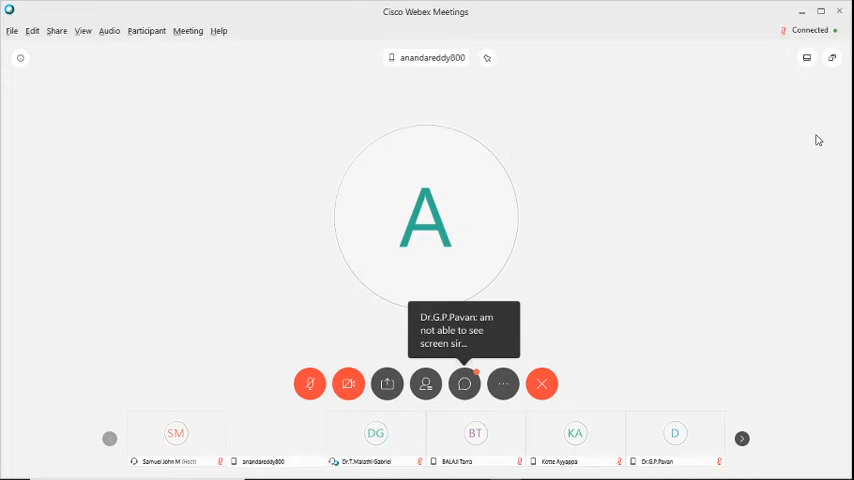 Cisco Webex Meetings
File Edit Share View Audio Participant Meeting Help
Connected
anandareddy800
A
Dr.G.P.Pavan: am
not able to see
screen sir...
SM
DG
BT
KA
D
Samuel John M (Host)
anandareddy800
Dr.T.Malathi Gabriel
BALAJI Tarra
Kotte Ayyappa
Dr.G.P.Pavan